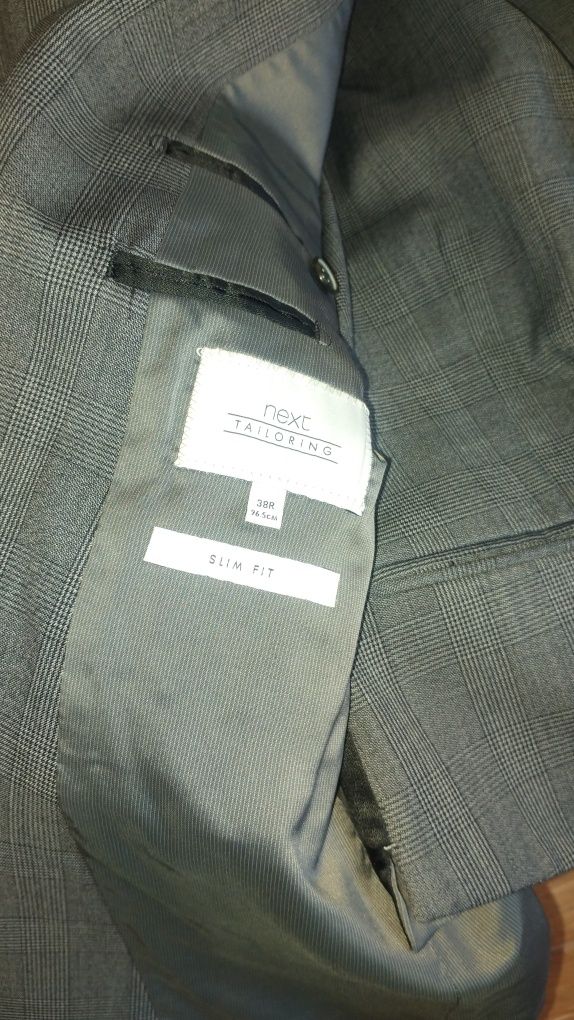 next
TAILORING
38R
96.5CM
SLIM FIT